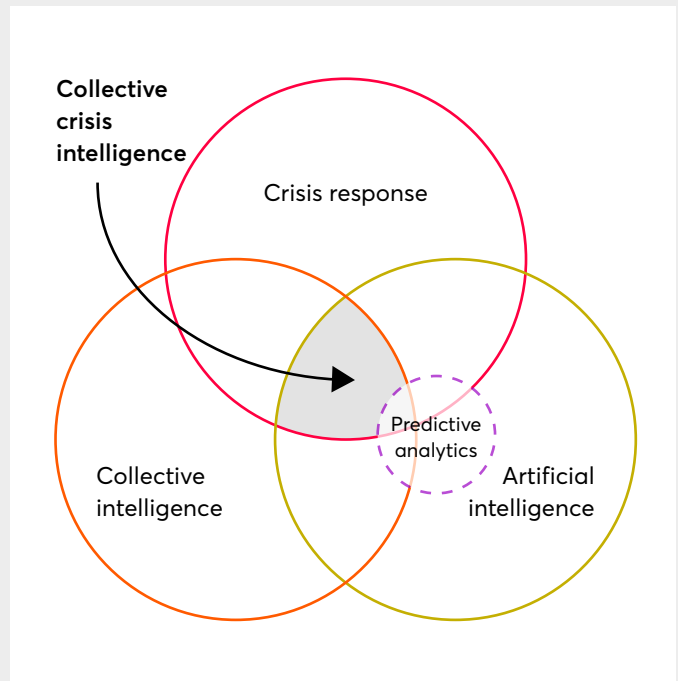 Collective
crisis
intelligence
Crisis response
Predictive
analytics
Collective
intelligence
Artificial
intelligence